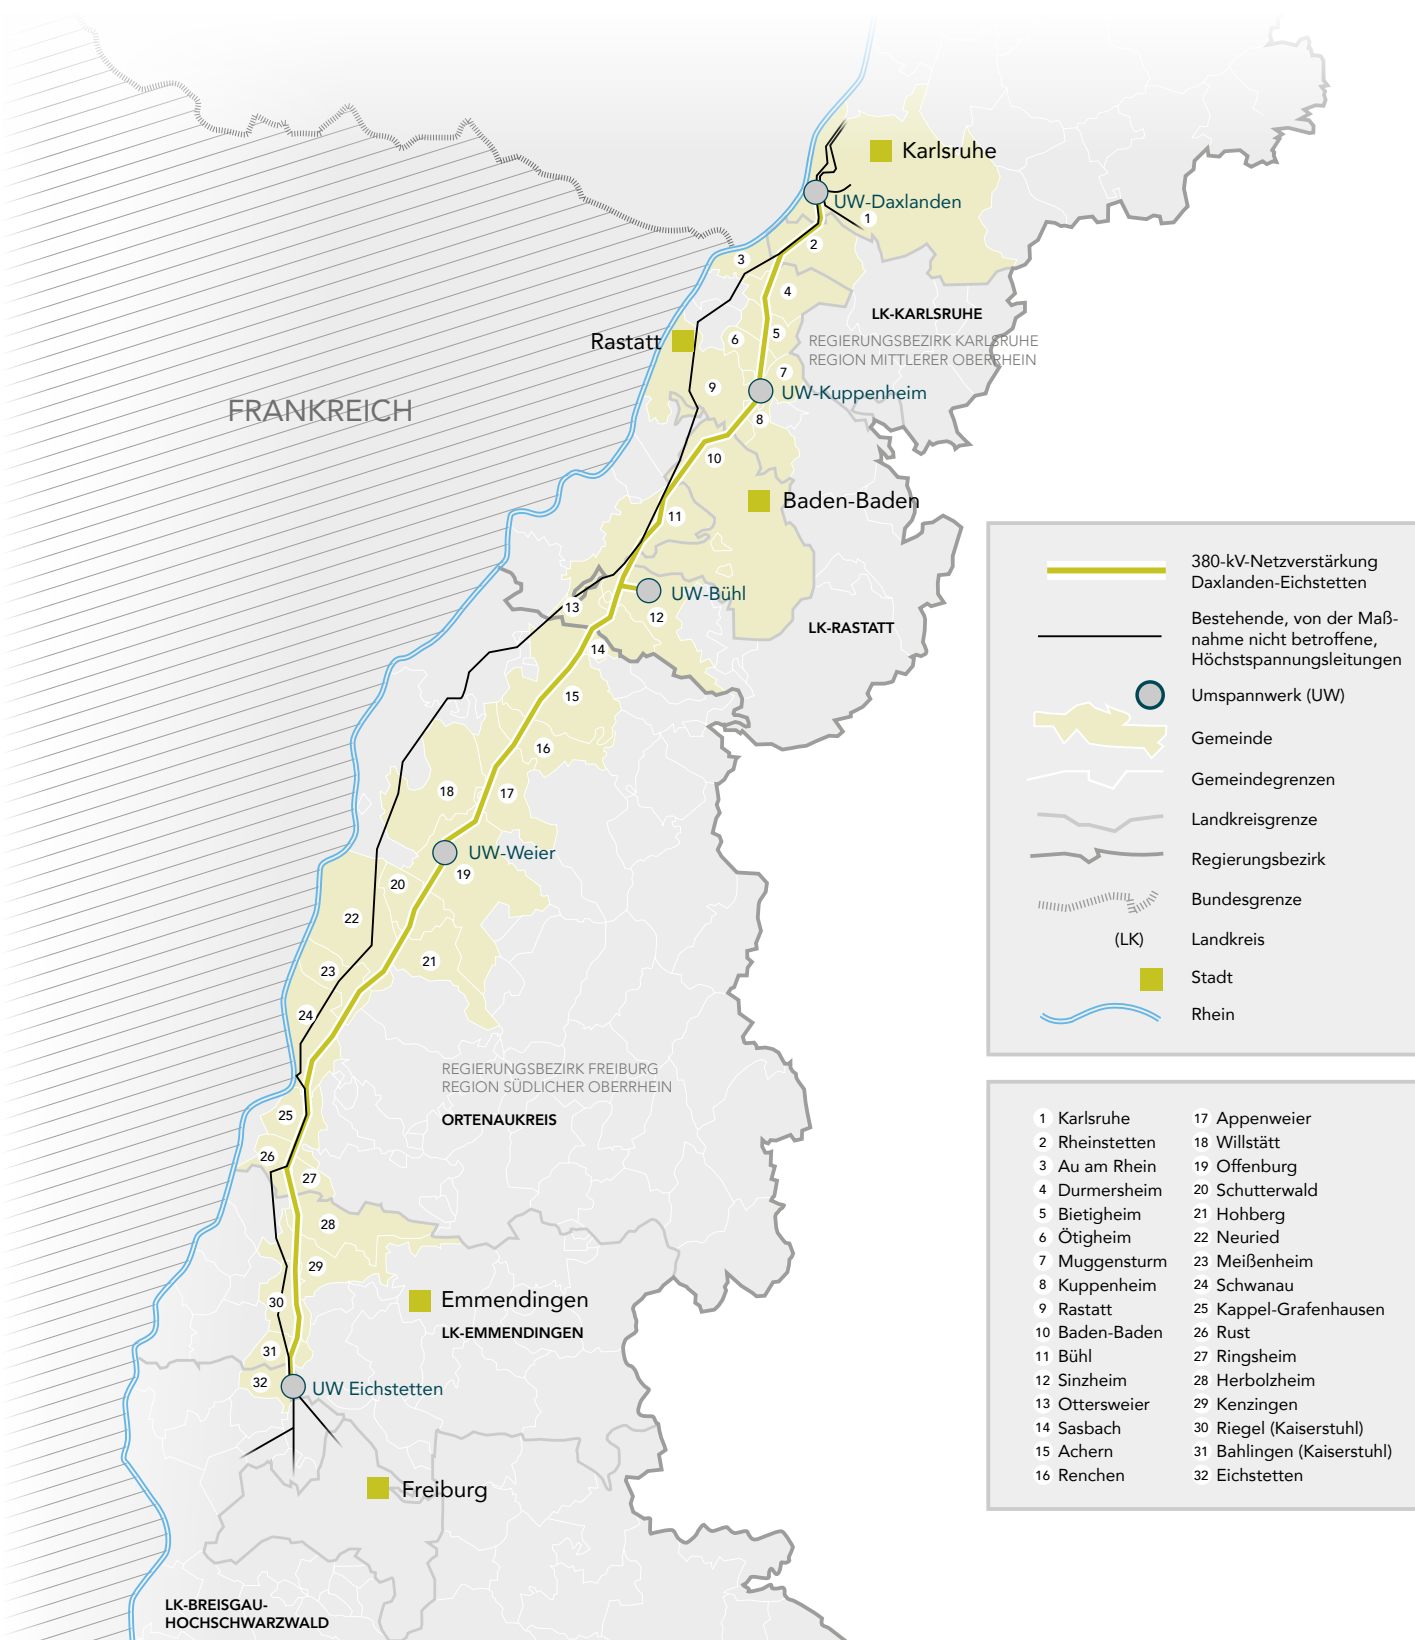 Karlsruhe
UW-Daxlanden
1
2
3
4
LK-KARLSRUHE
Rastatt
6
5
REGIERUNGSBEZIRK KARLSRUHE
REGION MITTLERER OBERRHEIN
7
9
UW-Kuppenheim
FRANKREICH
8
10
Baden-Baden
11
UW-Bühl
13
12
LK-RASTATT
14
15
16
18
17
UW-Weier
19
20
22
21
23
24
REGIERUNGSBEZIRK FREIBURG
REGION SÜDLICHER OBERRHEIN
ORTENAUKREIS
25
26
27
28
29
30
Emmendingen
LK-EMMENDINGEN
31
32
UW Eichstetten
Freiburg
LK-BREISGAU-
HOCHSCHWARZWALD
380-kV-Netzverstärkung
Daxlanden-Eichstetten
Bestehende, von der Maß-
nahme nicht betroffene,
Höchstspannungsleitungen
Umspannwerk (UW)
Gemeinde
Gemeindegrenzen
Landkreisgrenze
Regierungsbezirk
Bundesgrenze
(LK) Landkreis
Stadt
Rhein
1 Karlsruhe
2 Rheinstetten
3 Au am Rhein
4 Durmersheim
5 Bietigheim
6 Ötigheim
7 Muggensturm
8 Kuppenheim
9 Rastatt
10 Baden-Baden
11 Bühl
12 Sinzheim
13 Ottersweier
14 Sasbach
15 Achern
16 Renchen
17 Appenweier
18 Willstätt
19 Offenburg
20 Schutterwald
21 Hohberg
22 Neuried
23 Meißenheim
24 Schwanau
25 Kappel-Grafenhausen
26 Rust
27 Ringsheim
28 Herbolzheim
29 Kenzingen
30 Riegel (Kaiserstuhl)
31 Bahlingen (Kaiserstuhl)
32 Eichstetten